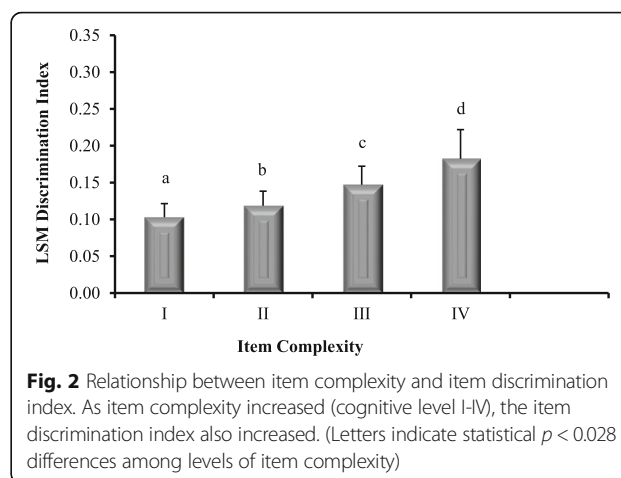 0.35
0.30
0.25
0.20
0.15
0.10
0.05
0.00
LSM Discrimination Index
a
b
c
d
I
II
III
IV
Item Complexity
Fig. 2 Relationship between item complexity and item discrimination
index. As item complexity increased (cognitive level I-IV), the item
discrimination index also increased. (Letters indicate statistical p < 0.028
differences among levels of item complexity)